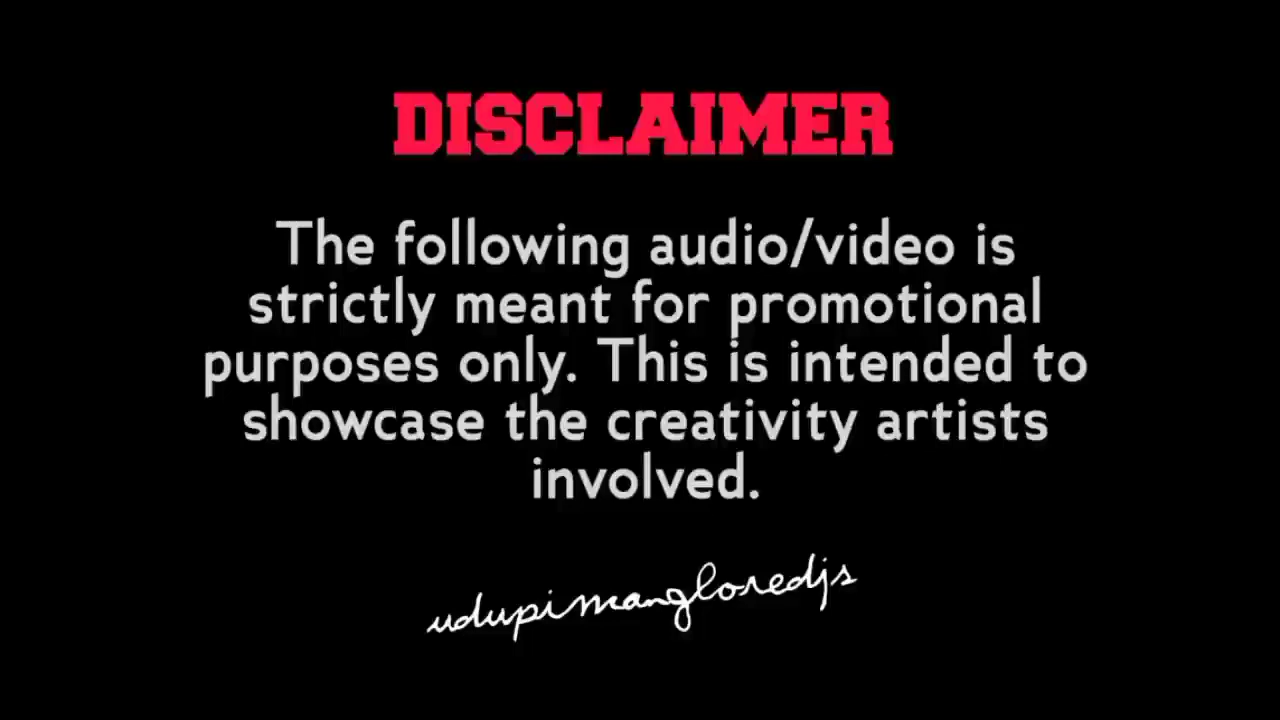 DISCLAIMER
The following audio/video is
strictly meant for promotional
purposes only. This is intended to
showcase the creativity artists
involved.
udupimangloredjs